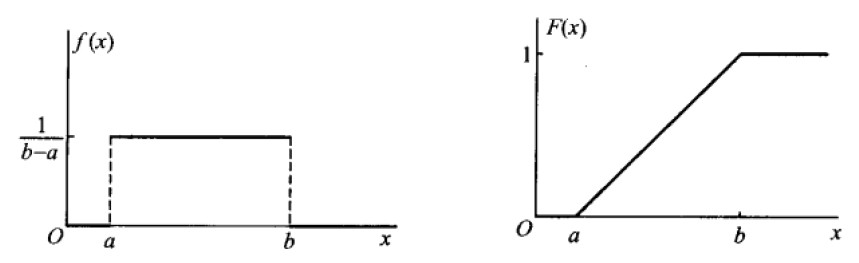 f(x)
1
b−a
O a b x
F(x)
1
O a b x